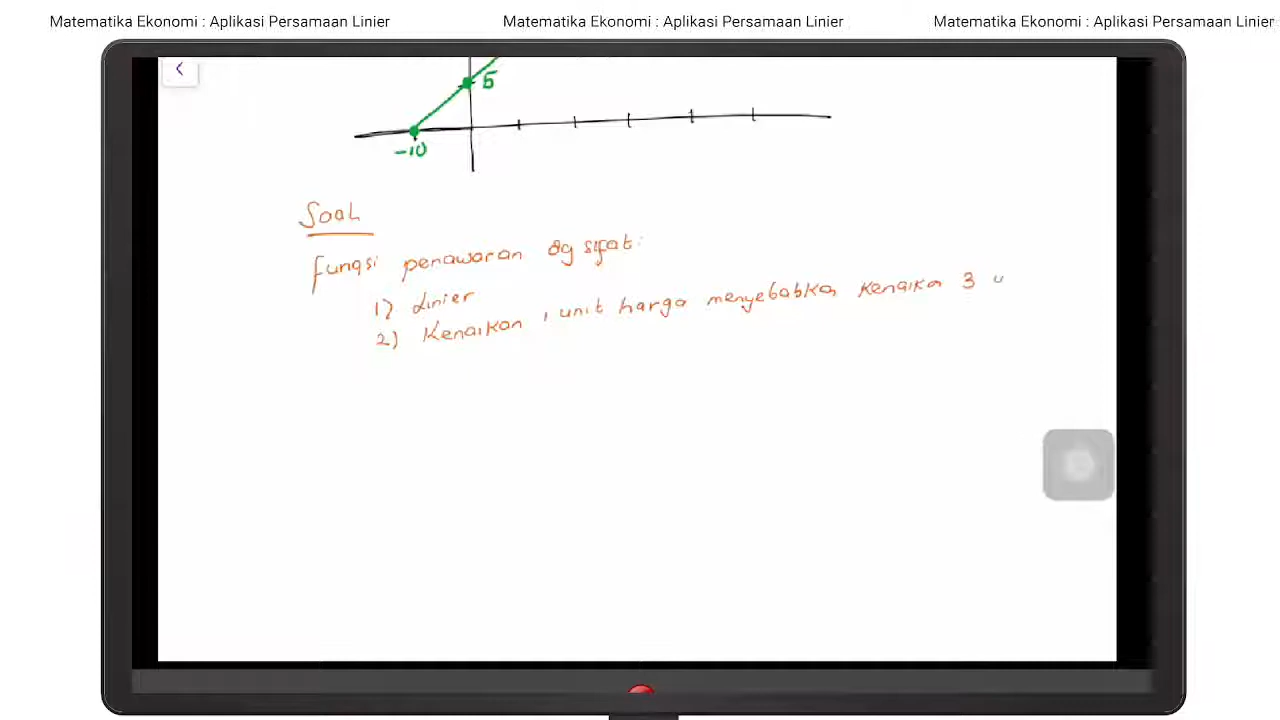 Matematika Ekonomi : Aplikasi Persamaan Linier Matematika Ekonomi : Aplikasi Persamaan Linier Matematika Ekonomi : Aplikasi Persamaan Linier
5
-10
Soal
fungsi penawaran dg sifat:
1) Linier
2) Kenaikan 1 unit harga menyebabka kenaika 3